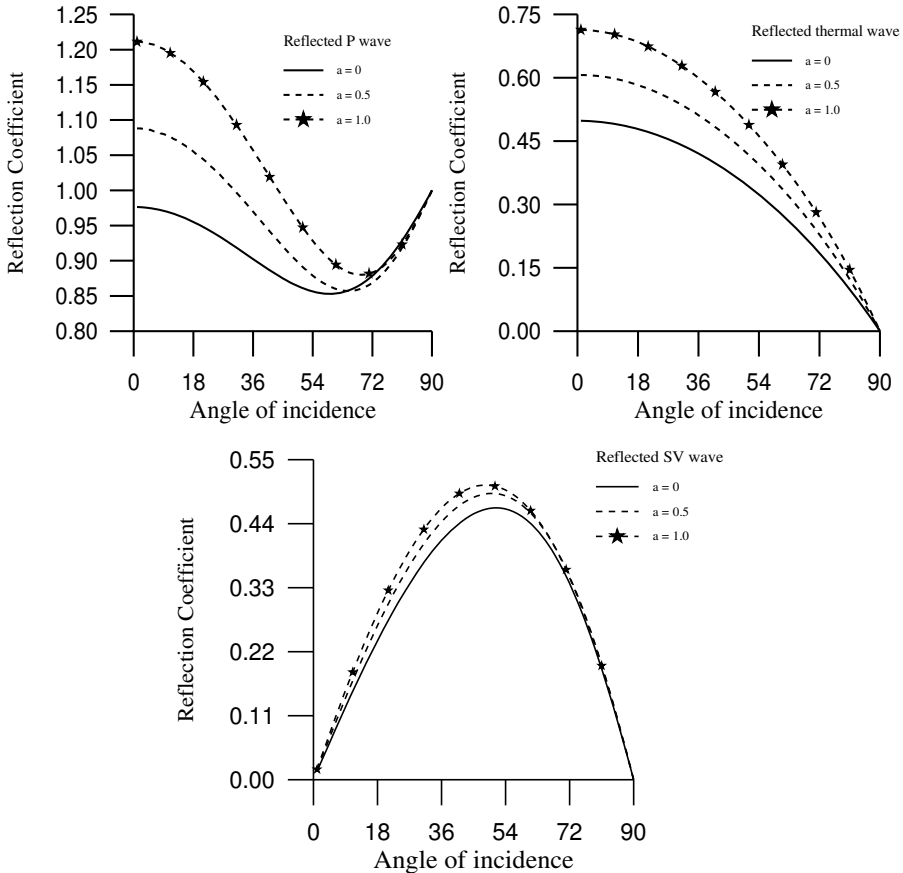 1.25
1.20
1.15
1.10
1.05
1.00
0.95
0.90
0.85
0.80
Reflection Coefficient
0 18 36 54 72 90
Angle of incidence
Reflected P wave
a = 0
a = 0.5
a = 1.0
0.75
0.60
0.45
0.30
0.15
0.00
Reflection Coefficient
0 18 36 54 72 90
Angle of incidence
Reflected thermal wave
a = 0
a = 0.5
a = 1.0
0.55
0.44
0.33
0.22
0.11
0.00
Reflection Coefficient
0 18 36 54 72 90
Angle of incidence
Reflected SV wave
a = 0
a = 0.5
a = 1.0